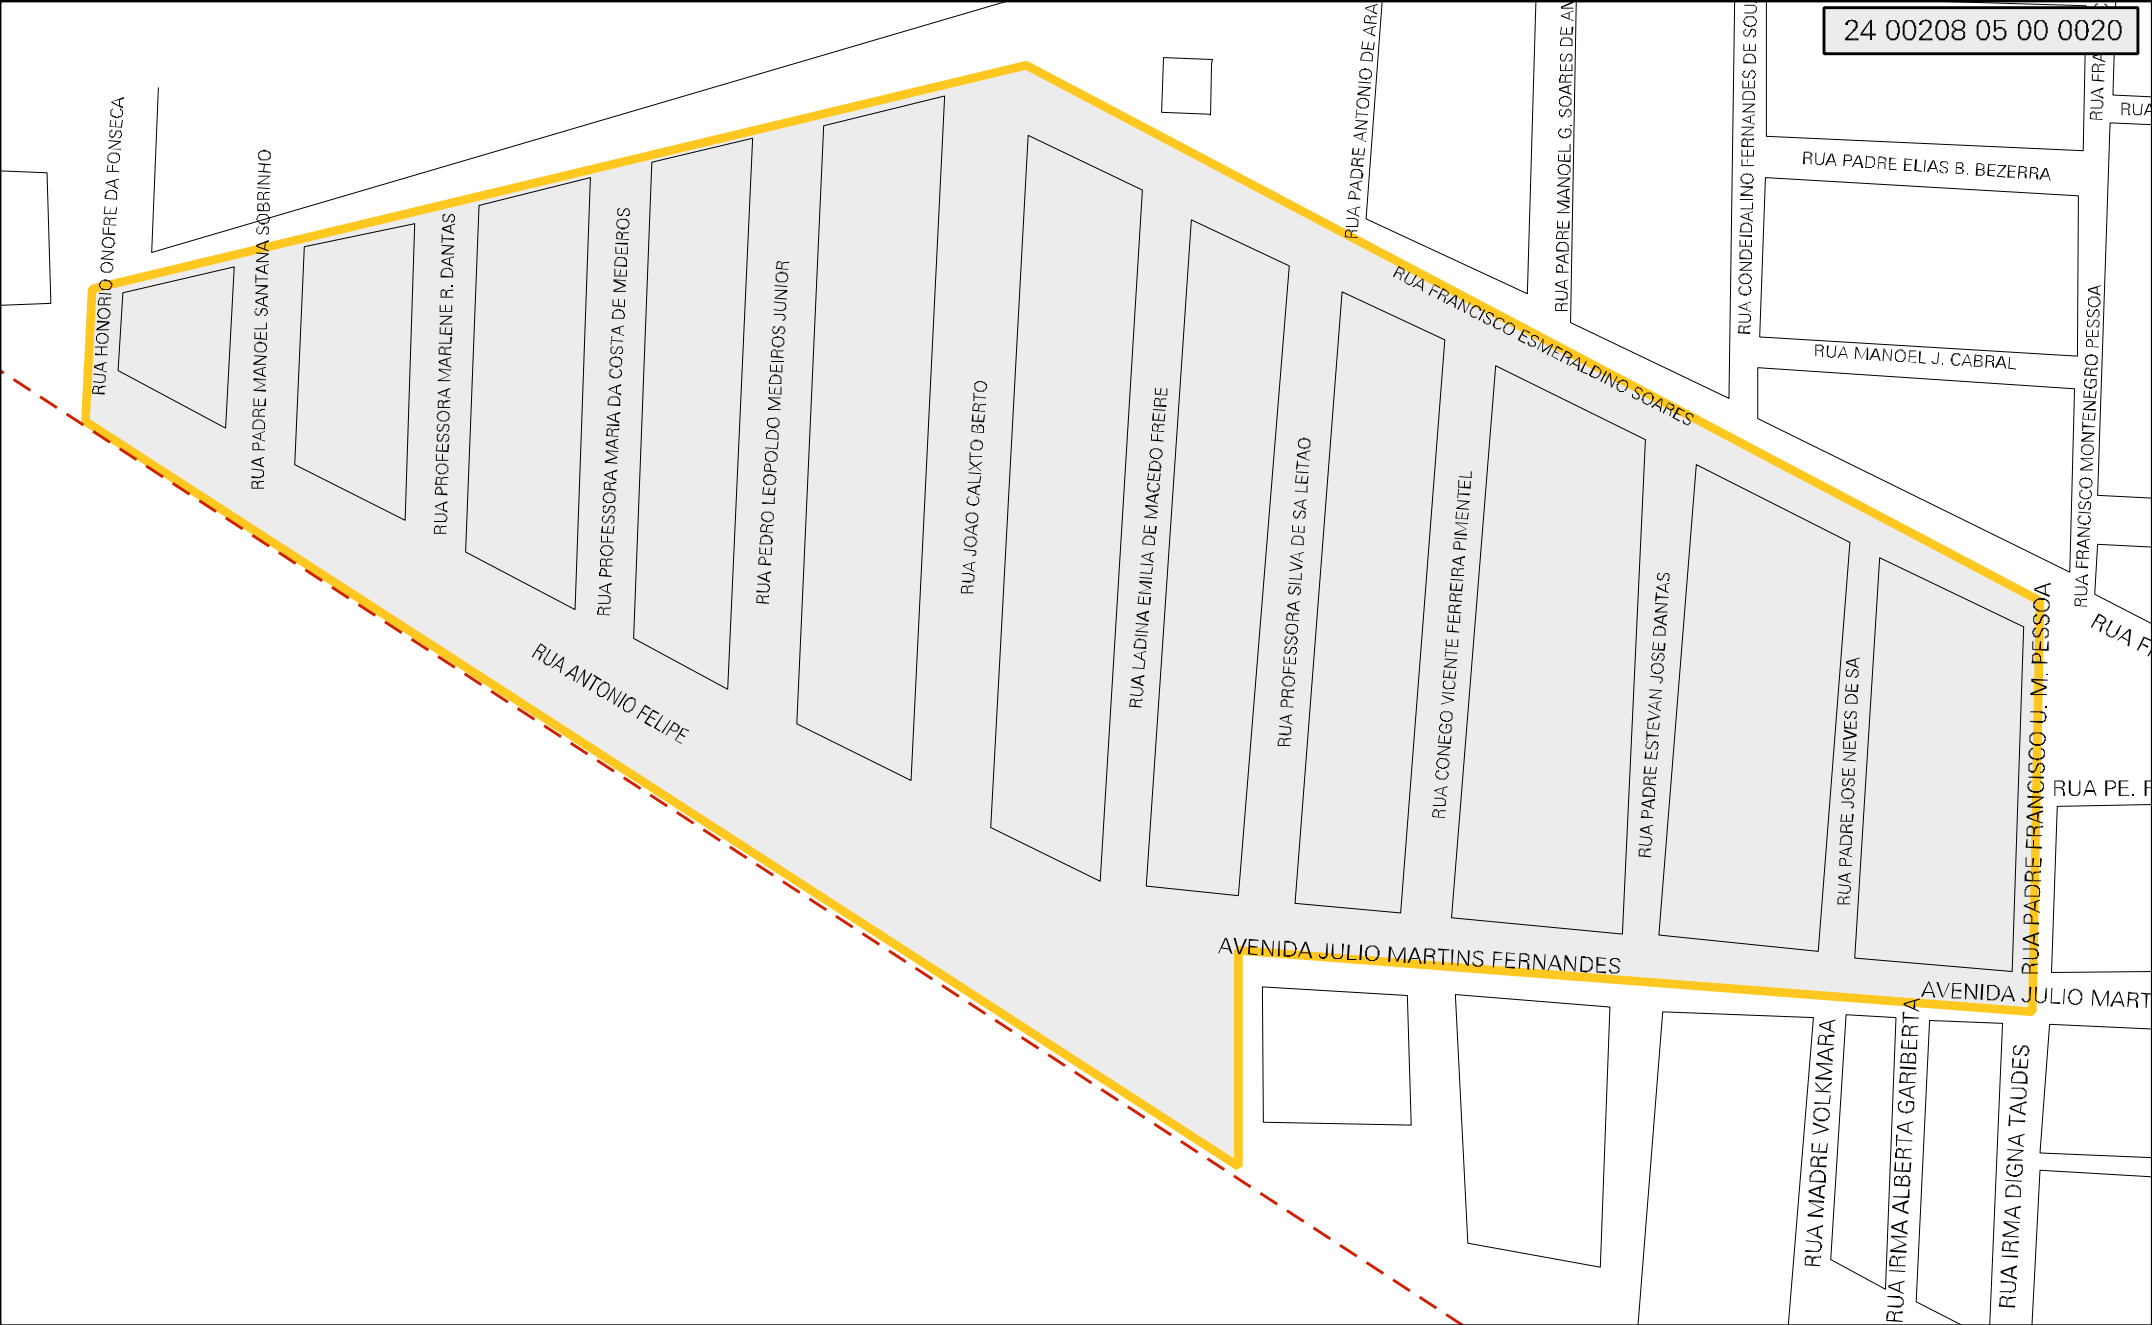 24 00208 05 00 0020
RUA HONORIO ONOFRE DA FONSECA
RUA PADRE MANOEL SANTANA SOBRINHO
RUA PROFESSORA MARLENE R. DANTAS
RUA PROFESSORA MARIA DA COSTA DE MEDEIROS
RUA PEDRO LEOPOLDO MEDEIROS JUNIOR
RUA JOAO CALIXTO BERTO
RUA LADINA EMILIA DE MACEDO FREIRE
RUA PROFESSORA SILVA DE SA LEITAO
RUA CONEGO VICENTE FERREIRA PIMENTEL
RUA PADRE ESTEVAN JOSE DANTAS
RUA PADRE JOSE NEVES DE SA
RUA PADRE FRANCISCO U. M. PESSOA
RUA ANTONIO FELIPE
RUA FRANCISCO ESMERALDINO SOARES
RUA PADRE ANTONIO DE ARA
RUA PADRE MANOEL G. SOARES DE AM
RUA CONDEIDALINO FERNANDES DE SOU
RUA PADRE ELIAS B. BEZERRA
RUA MANOEL J. CABRAL
RUA FRANCISCO MONTENEGRO PESSOA
RUA FRA
RUA
RUA F
RUA PE. F
AVENIDA JULIO MARTINS FERNANDES
AVENIDA JULIO MART
RUA MADRE VOLKMARA
RUA IRMA ALBERTA GARIBERTA
RUA IRMA DIGNA TAUDES